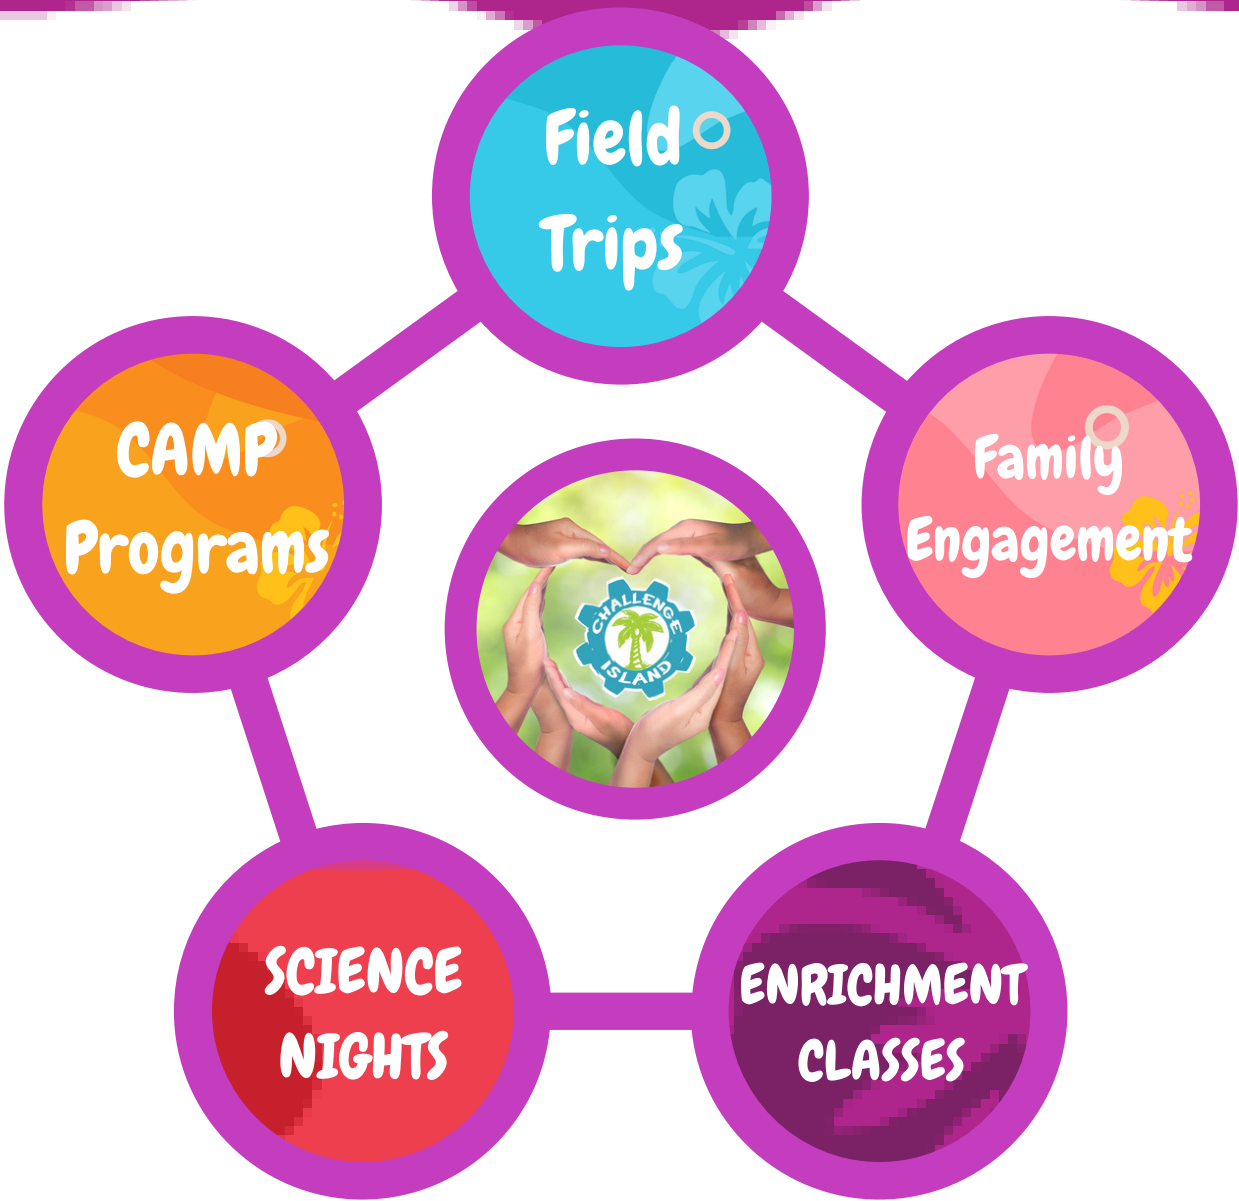 Field
Trips
CAMP
Programs
Family
Engagement
CHALLENGE
ISLAND
SCIENCE
NIGHTS
ENRICHMENT
CLASSES